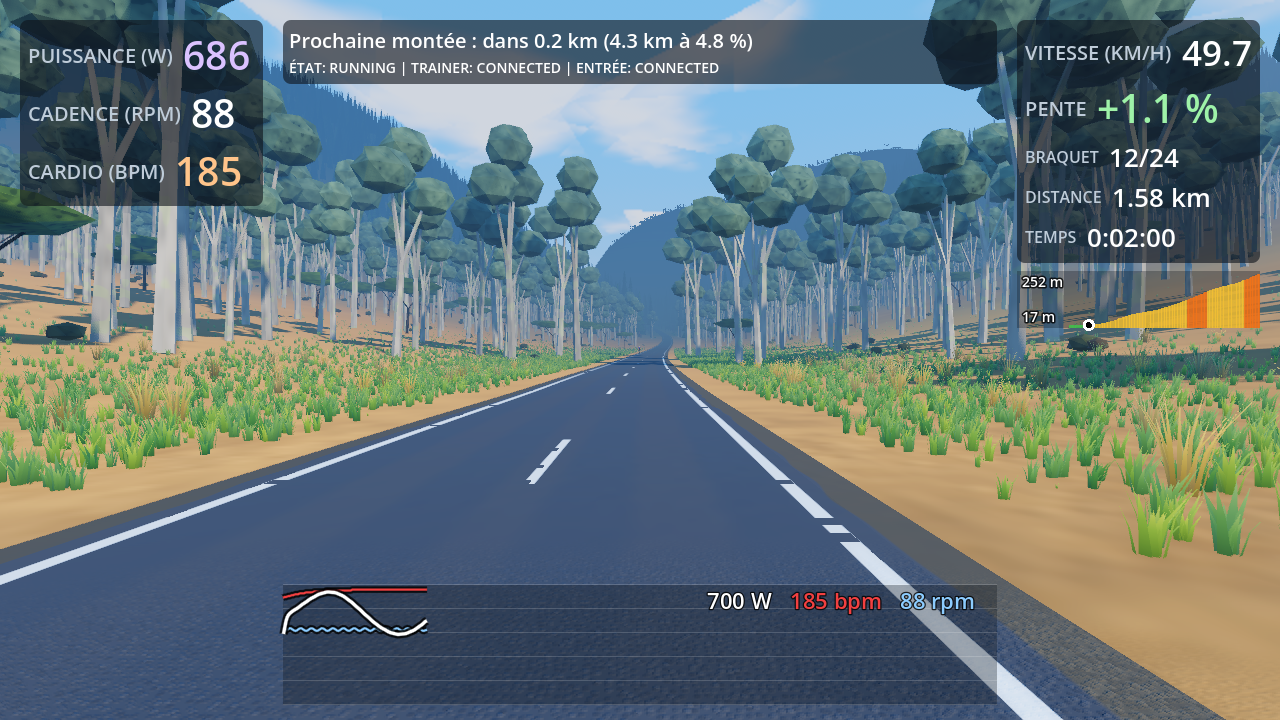 PUISSANCE (W) 686
CADENCE (RPM) 88
CARDIO (BPM) 185
Prochaine montée : dans 0.2 km (4.3 km à 4.8 %)
ÉTAT: RUNNING | TRAINER: CONNECTED | ENTRÉE: CONNECTED
VITESSE (KM/H) 49.7
PENTE +1.1 %
BRAQUET 12/24
DISTANCE 1.58 km
TEMPS 0:02:00
252 m
17 m
700 W 185 bpm 88 rpm